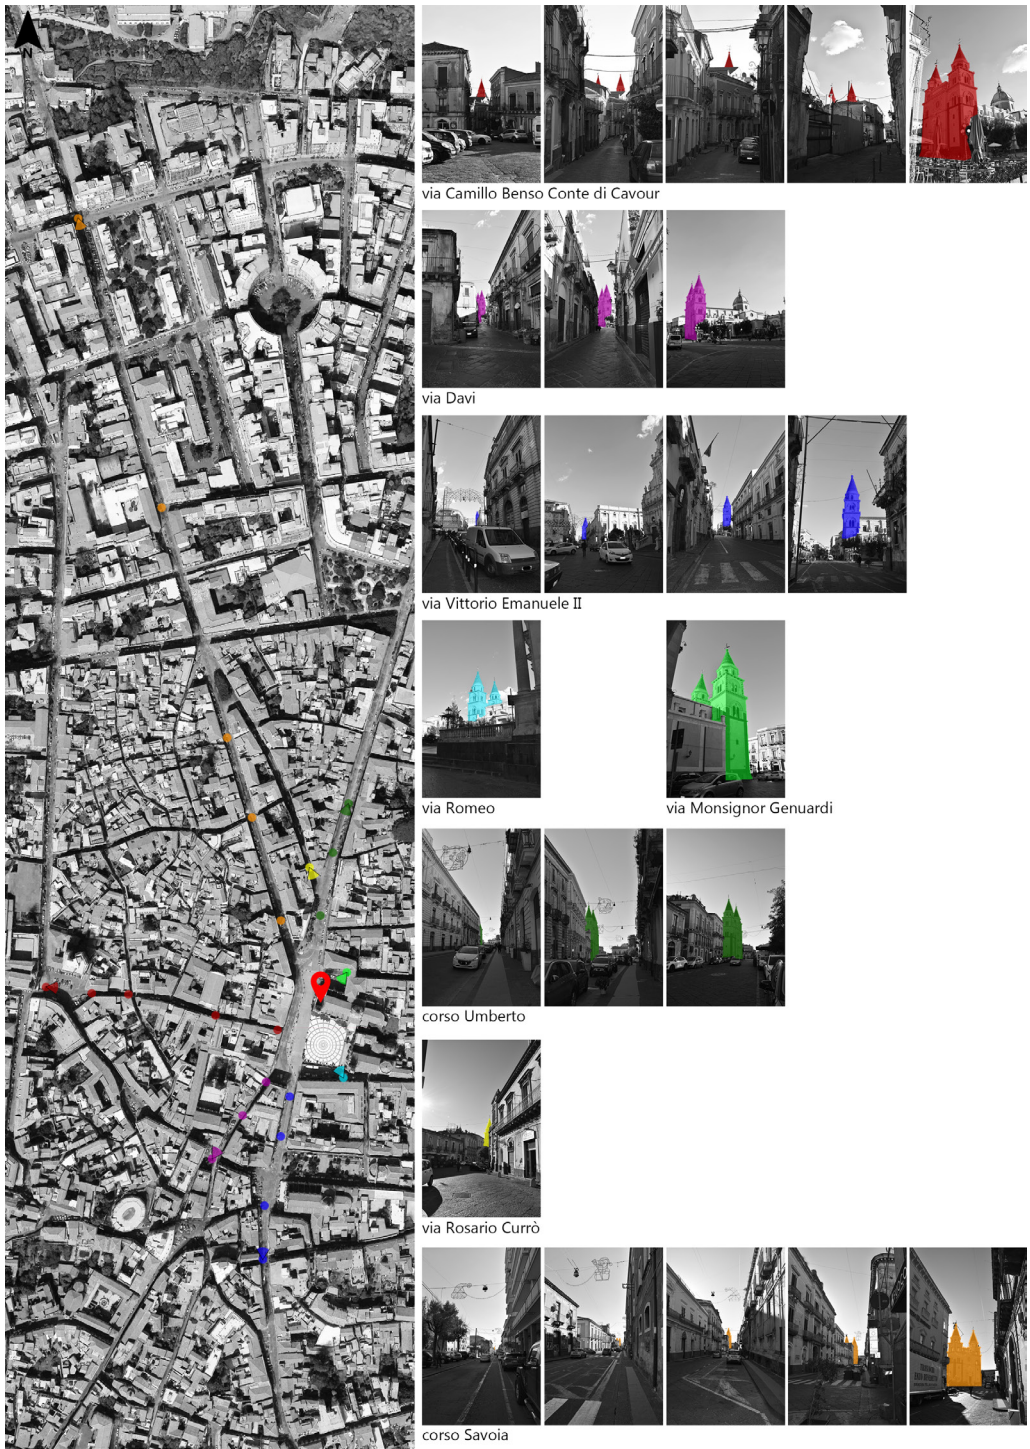 via Camillo Benso Conte di Cavour
via Davi
via Vittorio Emanuele II
via Romeo
via Monsignor Genuardi
corso Umberto
via Rosario Currò
corso Savoia